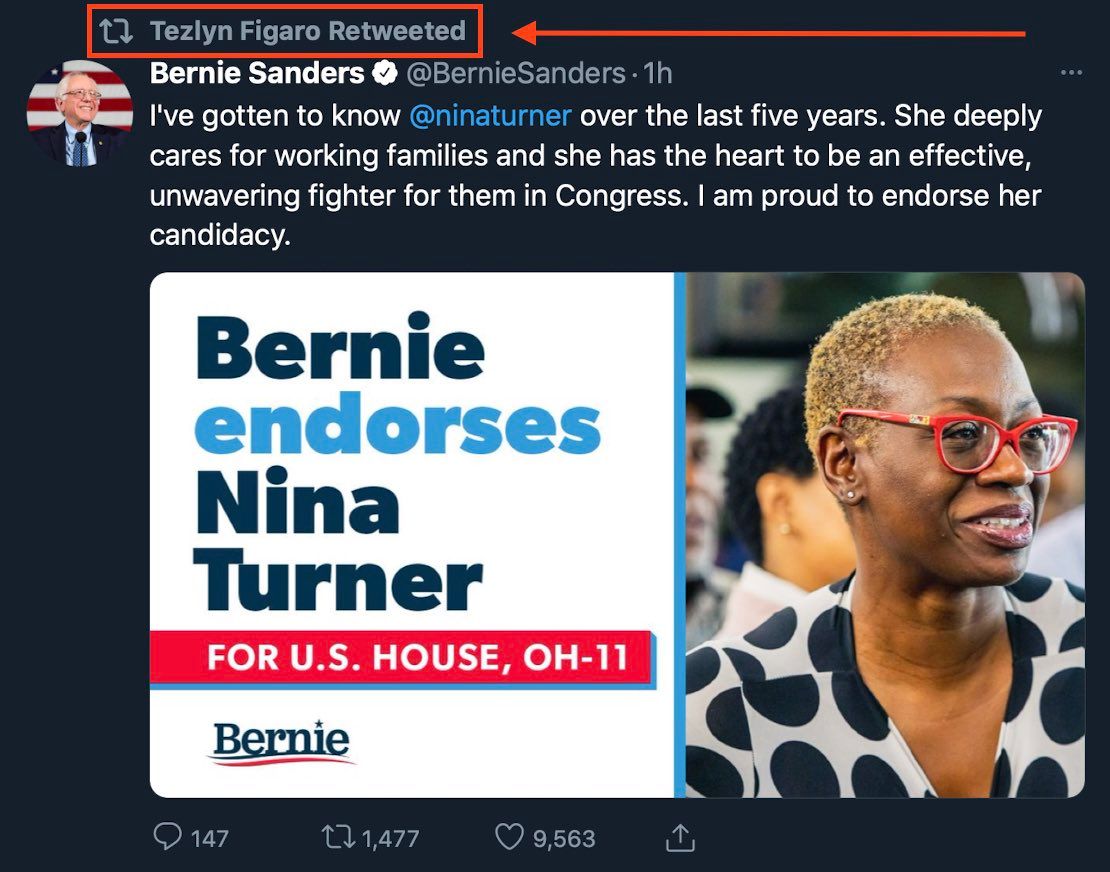 Tezlyn Figaro Retweeted
Bernie Sanders @BernieSanders · 1h
I've gotten to know @ninaturner over the last five years. She deeply
cares for working families and she has the heart to be an effective,
unwavering fighter for them in Congress. I am proud to endorse her
candidacy.
Bernie
endorses
Nina
Turner
FOR U.S. HOUSE, OH-11
Bernie
147 1,477 9,563